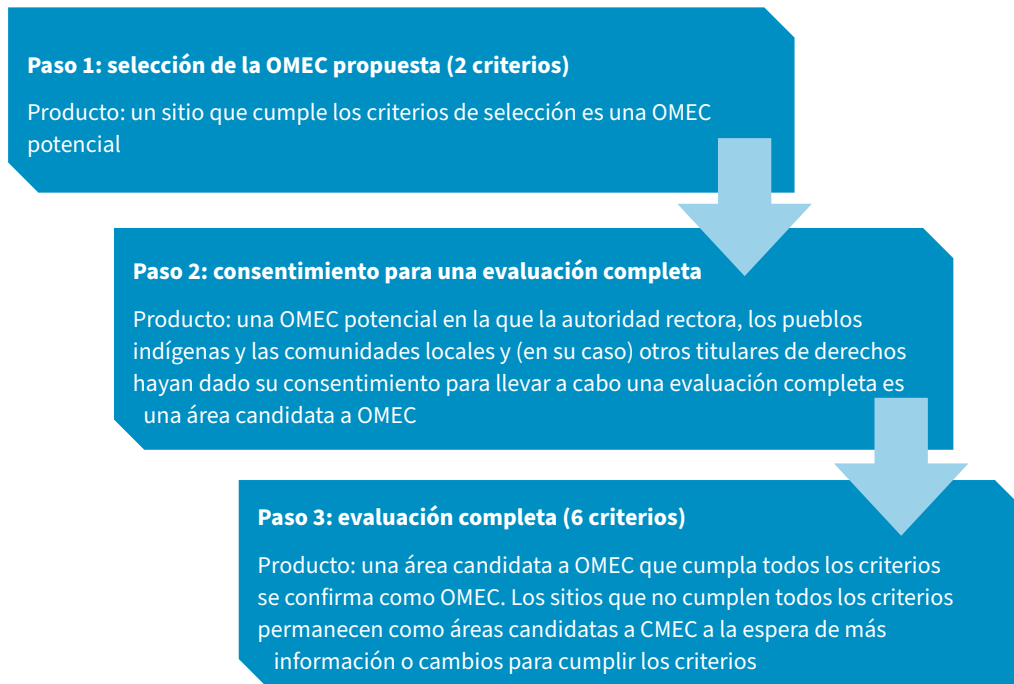 Paso 1: selección de la OMEC propuesta (2 criterios)
Producto: un sitio que cumple los criterios de selección es una OMEC
potencial
Paso 2: consentimiento para una evaluación completa
Producto: una OMEC potencial en la que la autoridad rectora, los pueblos
indígenas y las comunidades locales y (en su caso) otros titulares de derechos
hayan dado su consentimiento para llevar a cabo una evaluación completa es
una área candidata a OMEC
Paso 3: evaluación completa (6 criterios)
Producto: una área candidata a OMEC que cumpla todos los criterios
se confirma como OMEC. Los sitios que no cumplen todos los criterios
permanecen como áreas candidatas a CMEC a la espera de más
información o cambios para cumplir los criterios